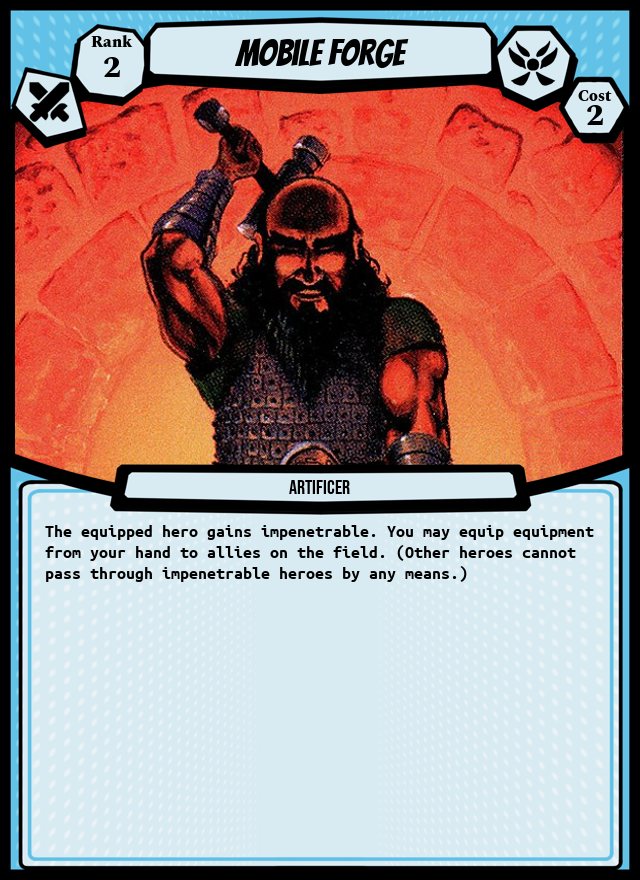 Rank
2
MOBILE FORGE
Cost
2
ARTIFICER
The equipped hero gains impenetrable. You may equip equipment
from your hand to allies on the field. (Other heroes cannot
pass through impenetrable heroes by any means.)